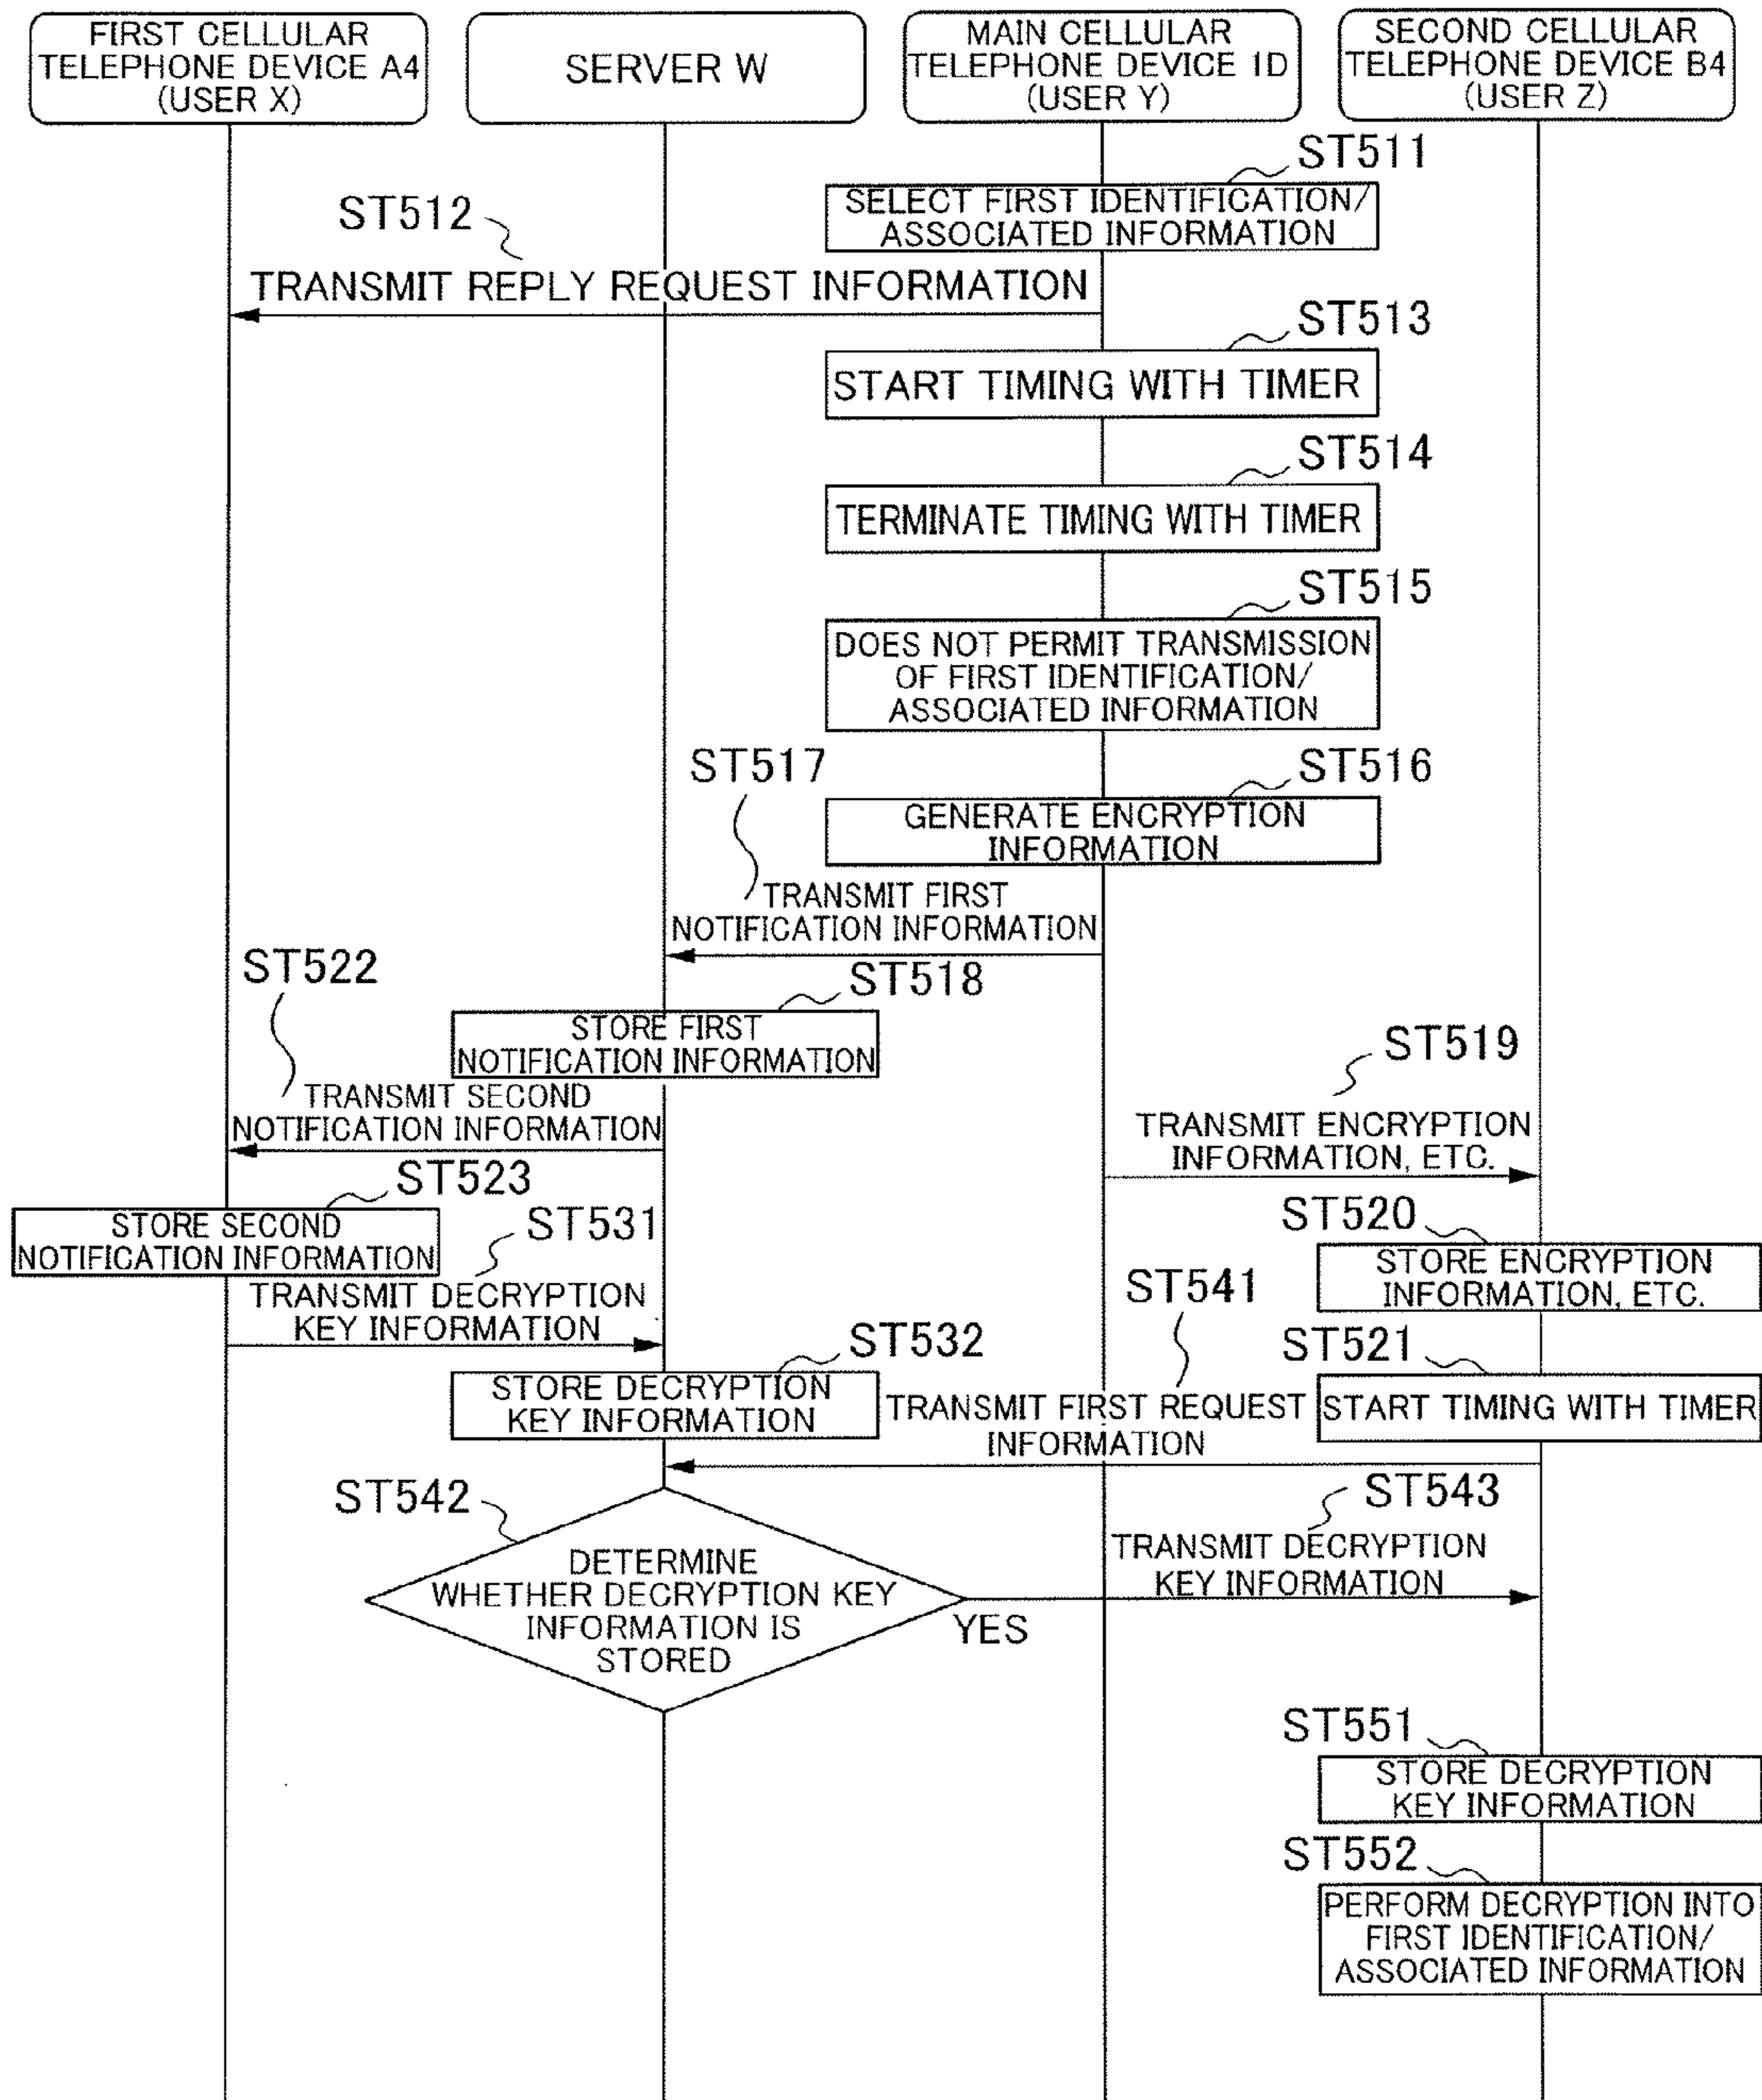 FIRST CELLULAR
TELEPHONE DEVICE A4
(USER X)
SERVER W
MAIN CELLULAR
TELEPHONE DEVICE 1D
(USER Y)
SECOND CELLULAR
TELEPHONE DEVICE B4
(USER Z)
ST511
SELECT FIRST IDENTIFICATION/
ASSOCIATED INFORMATION
ST512
TRANSMIT REPLY REQUEST INFORMATION
ST513
START TIMING WITH TIMER
ST514
TERMINATE TIMING WITH TIMER
ST515
DOES NOT PERMIT TRANSMISSION
OF FIRST IDENTIFICATION/
ASSOCIATED INFORMATION
ST516
GENERATE ENCRYPTION
INFORMATION
ST517
TRANSMIT FIRST
NOTIFICATION INFORMATION
ST518
STORE FIRST
NOTIFICATION INFORMATION
ST522
TRANSMIT SECOND
NOTIFICATION INFORMATION
ST519
TRANSMIT ENCRYPTION
INFORMATION, ETC.
ST523
STORE SECOND
NOTIFICATION INFORMATION
ST520
STORE ENCRYPTION
INFORMATION, ETC.
ST531
TRANSMIT DECRYPTION
KEY INFORMATION
ST532
STORE DECRYPTION
KEY INFORMATION
ST521
START TIMING WITH TIMER
ST541
TRANSMIT FIRST REQUEST
INFORMATION
ST542
DETERMINE
WHETHER DECRYPTION KEY
INFORMATION IS
STORED
YES
ST543
TRANSMIT DECRYPTION
KEY INFORMATION
ST551
STORE DECRYPTION
KEY INFORMATION
ST552
PERFORM DECRYPTION INTO
FIRST IDENTIFICATION/
ASSOCIATED INFORMATION